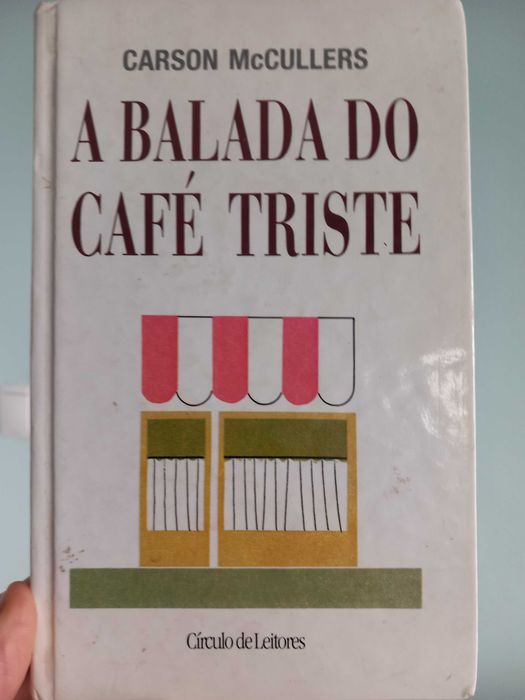 CARSON McCULLERS
A BALADA DO
CAFÉ TRISTE
Círculo de Leitores